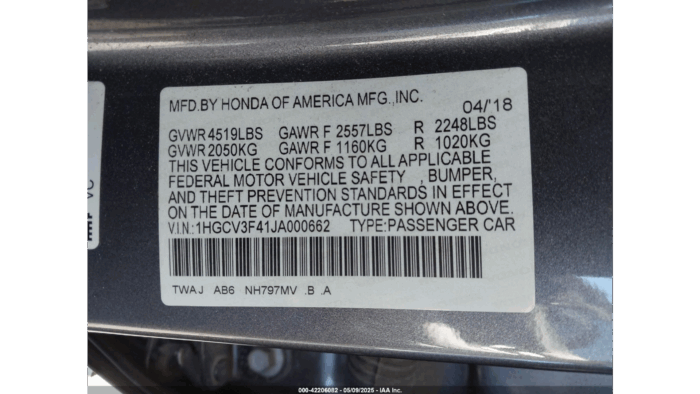 MFD.BY HONDA OF AMERICA MFG.,INC. 04/'18
GVWR 4519LBS GAWR F 2557LBS R 2248LBS
GVWR 2050KG GAWR F 1160KG R 1020KG
THIS VEHICLE CONFORMS TO ALL APPLICABLE
FEDERAL MOTOR VEHICLE SAFETY , BUMPER,
AND THEFT PREVENTION STANDARDS IN EFFECT
ON THE DATE OF MANUFACTURE SHOWN ABOVE.
V.I.N:1HGCV3F41JA000662 TYPE:PASSENGER CAR
TWAJ AB6 NH797MV .B .A
000-42206082 - 05/09/2025 - IAA Inc.